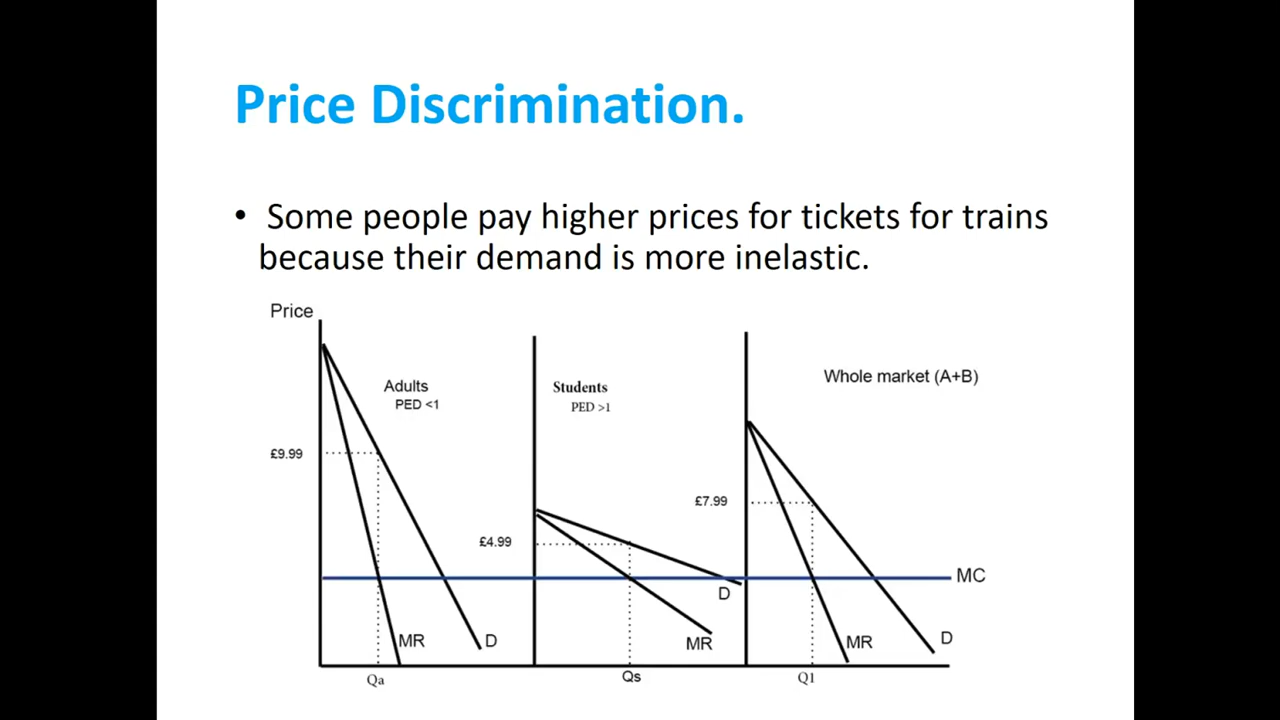 Price Discrimination.
• Some people pay higher prices for tickets for trains
because their demand is more inelastic.
Price
Adults
PED <1
£9.99
MR
D
Qa
Students
PED >1
£4.99
D
MR
Qs
Whole market (A+B)
£7.99
MC
MR
D
Q1